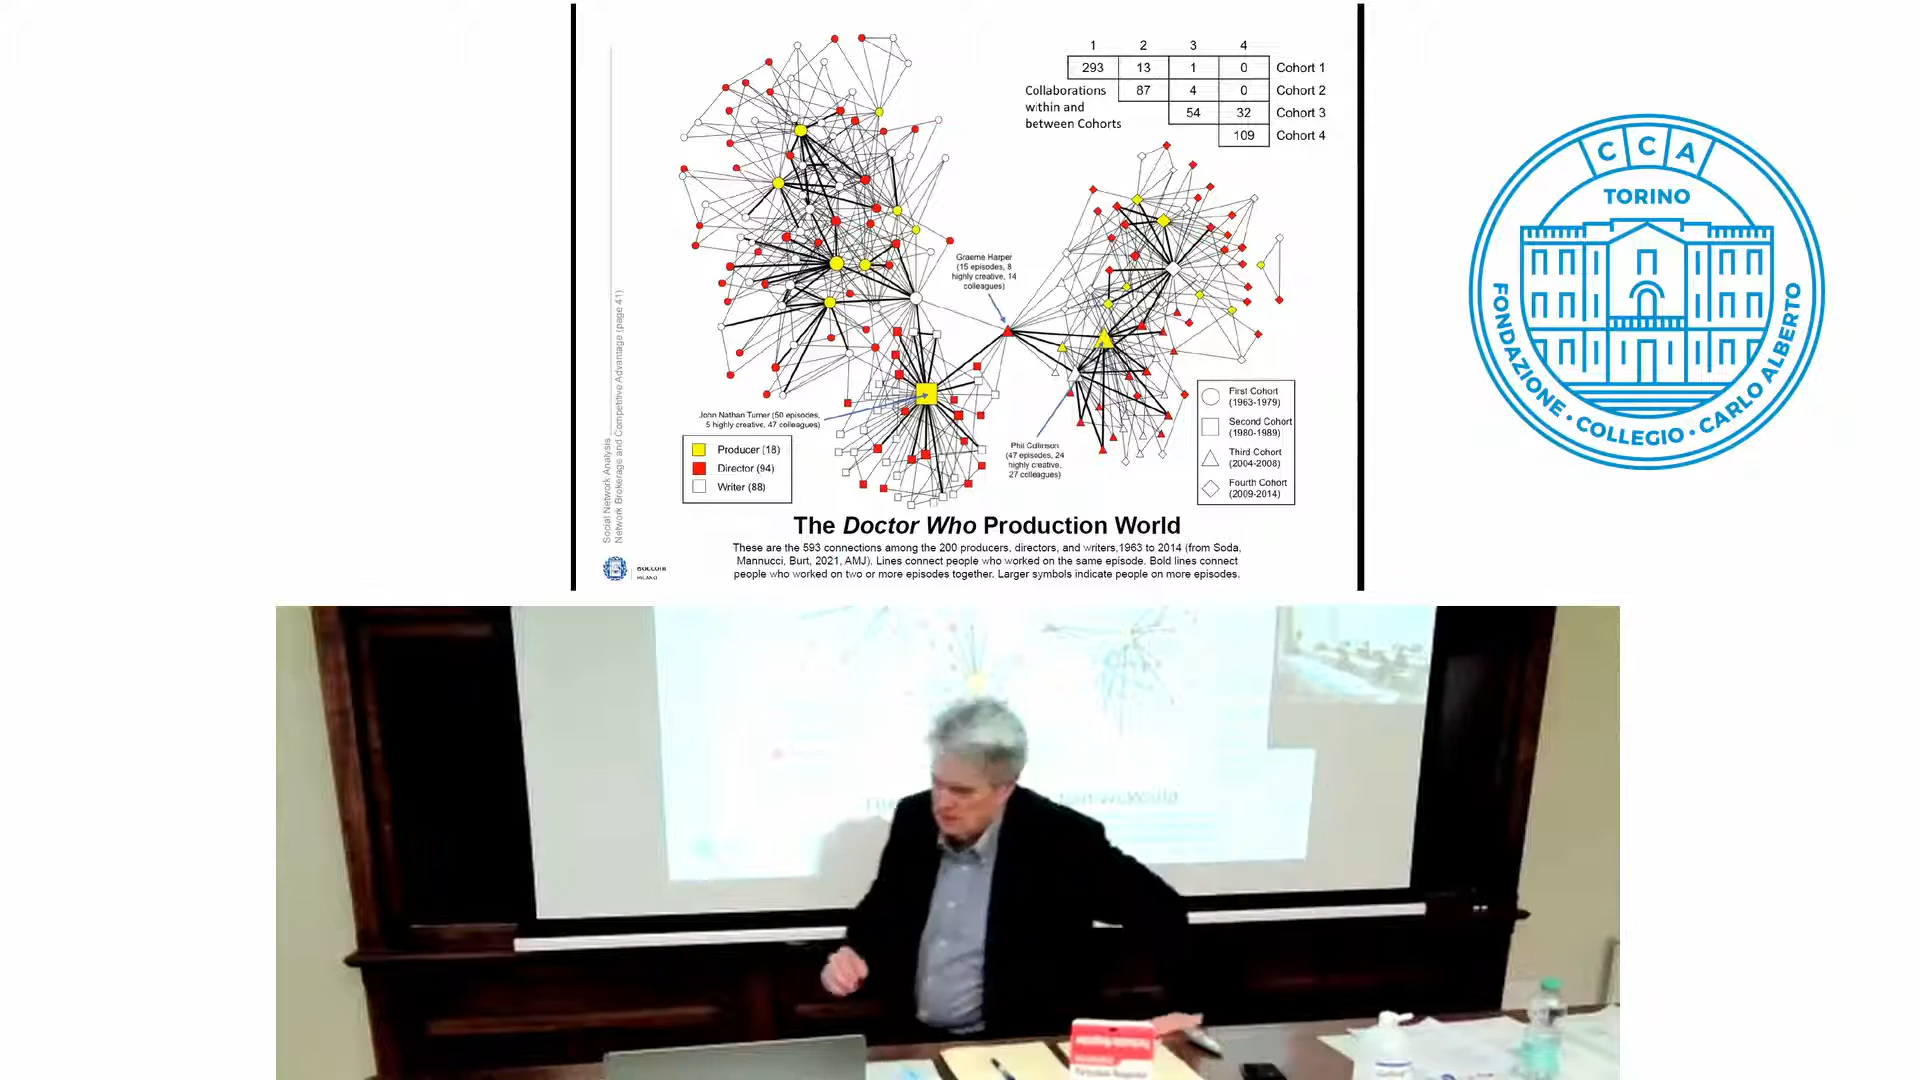 1 2 3 4
293 13 1 0 Cohort 1
87 4 0 Cohort 2
54 32 Cohort 3
109 Cohort 4
Collaborations
within and
between Cohorts
Graeme Harper
(15 episodes, 8
highly creative, 14
colleagues)
John Nathan Turner (50 episodes,
5 highly creative, 47 colleagues)
Phil Collinson
(47 episodes, 24
highly creative,
27 colleagues)
Producer (18)
Director (94)
Writer (88)
First Cohort
(1963-1979)
Second Cohort
(1980-1989)
Third Cohort
(2004-2008)
Fourth Cohort
(2009-2014)
The Doctor Who Production World
These are the 593 connections among the 200 producers, directors, and writers,1963 to 2014 (from Soda,
Mannucci, Burt, 2021, AMJ). Lines connect people who worked on the same episode. Bold lines connect
people who worked on two or more episodes together. Larger symbols indicate people on more episodes.
Social Network Analysis
Network Brokerage and Competitive Advantage (page 41)
BOCCONI
MILANO
CCA
TORINO
FONDAZIONE • COLLEGIO • CARLO ALBERTO